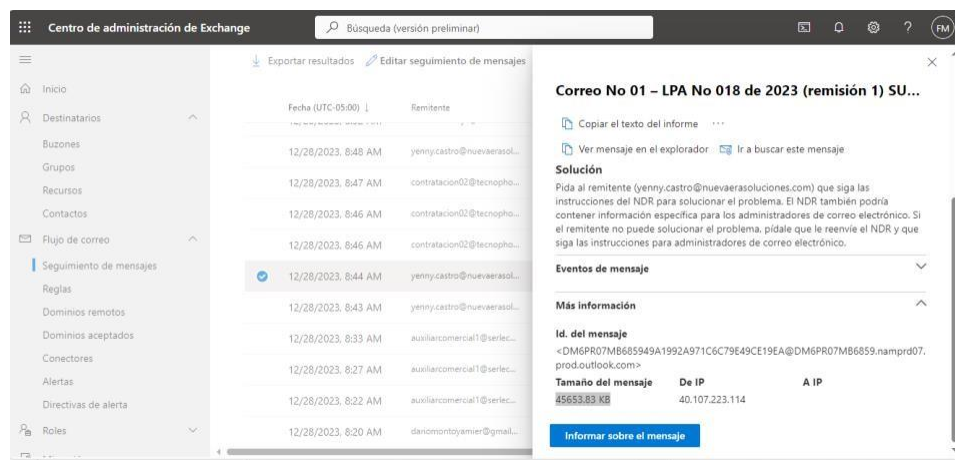 Centro de administración de Exchange
Búsqueda (versión preliminar)
FM
Inicio
Destinatarios
Buzones
Grupos
Recursos
Contactos
Flujo de correo
Seguimiento de mensajes
Reglas
Dominios remotos
Dominios aceptados
Conectores
Alertas
Directivas de alerta
Roles
Exportar resultados Editar seguimiento de mensajes
Fecha (UTC-05:00) ↓ Remitente
12/28/2023, 8:48 AM yenny.castro@nuevaerasol...
12/28/2023, 8:47 AM contratacion02@tecnopho...
12/28/2023, 8:46 AM contratacion02@tecnopho...
12/28/2023, 8:46 AM contratacion02@tecnopho...
12/28/2023, 8:44 AM yenny.castro@nuevaerasol...
12/28/2023, 8:43 AM yenny.castro@nuevaerasol...
12/28/2023, 8:33 AM auxiliarcomercial1@serlec...
12/28/2023, 8:27 AM auxiliarcomercial1@serlec...
12/28/2023, 8:22 AM auxiliarcomercial1@serlec...
12/28/2023, 8:20 AM dariomontoyamier@gmail...
Correo No 01 – LPA No 018 de 2023 (remisión 1) SU...
Copiar el texto del informe ...
Ver mensaje en el explorador Ir a buscar este mensaje
Solución
Pida al remitente (yenny.castro@nuevaerasoluciones.com) que siga las
instrucciones del NDR para solucionar el problema. El NDR también podría
contener información específica para los administradores de correo electrónico. Si
el remitente no puede solucionar el problema, pídale que le reenvíe el NDR y que
siga las instrucciones para administradores de correo electrónico.
Eventos de mensaje
Más información
Id. del mensaje
<DM6PR07MB685949A1992A971C6C79E49CE19EA@DM6PR07MB6859.namprd07.
prod.outlook.com>
Tamaño del mensaje De IP A IP
45653.83 KB 40.107.223.114
Informar sobre el mensaje